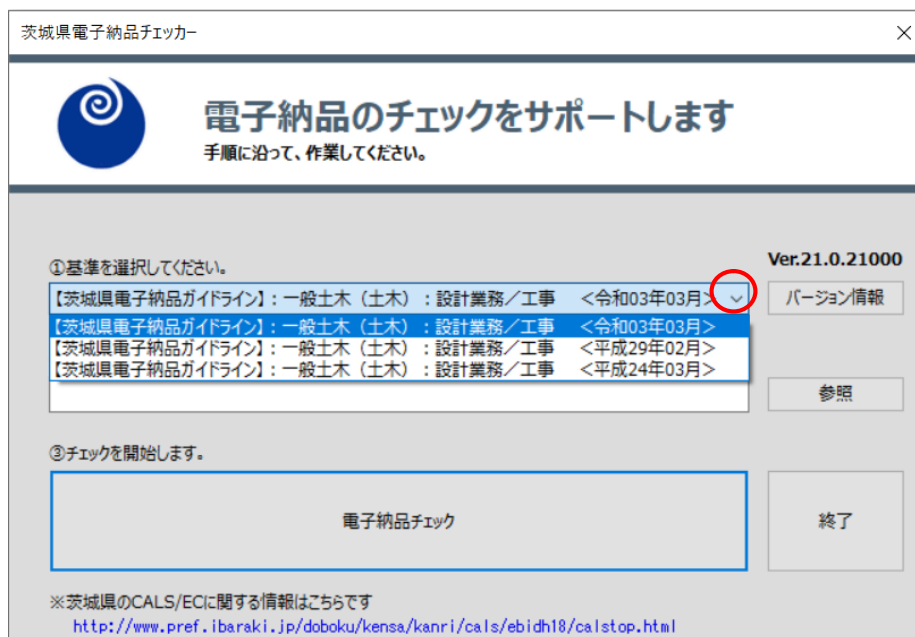 茨城県電子納品チェッカー
電子納品のチェックをサポートします
手順に沿って、作業してください。
①基準を選択してください。
Ver.21.0.21000
【茨城県電子納品ガイドライン】：一般土木（土木）：設計業務／工事　＜令和03年03月＞
バージョン情報
【茨城県電子納品ガイドライン】：一般土木（土木）：設計業務／工事　＜令和03年03月＞
【茨城県電子納品ガイドライン】：一般土木（土木）：設計業務／工事　＜平成29年02月＞
【茨城県電子納品ガイドライン】：一般土木（土木）：設計業務／工事　＜平成24年03月＞
参照
③チェックを開始します。
電子納品チェック
終了
※茨城県のCALS/ECに関する情報はこちらです
http://www.pref.ibaraki.jp/doboku/kensa/kanri/cals/ebidh18/calstop.html